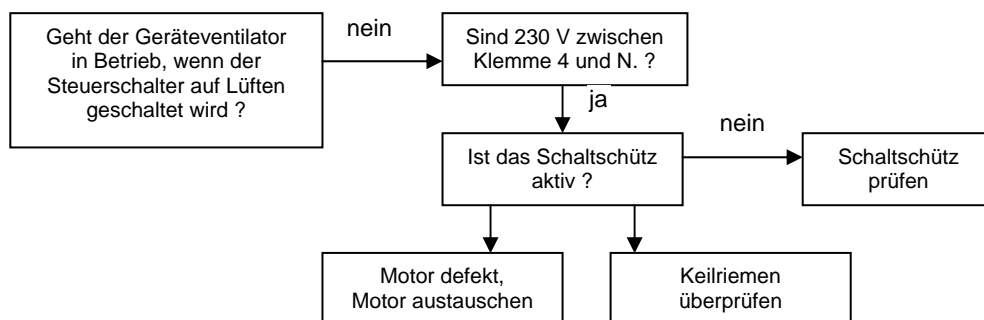 Geht der Geräteventilator
in Betrieb, wenn der
Steuerschalter auf Lüften
geschaltet wird ?
nein
Sind 230 V zwischen
Klemme 4 und N. ?
ja
Ist das Schaltschütz
aktiv ?
nein
Schaltschütz
prüfen
Motor defekt,
Motor austauschen
Keilriemen
überprüfen